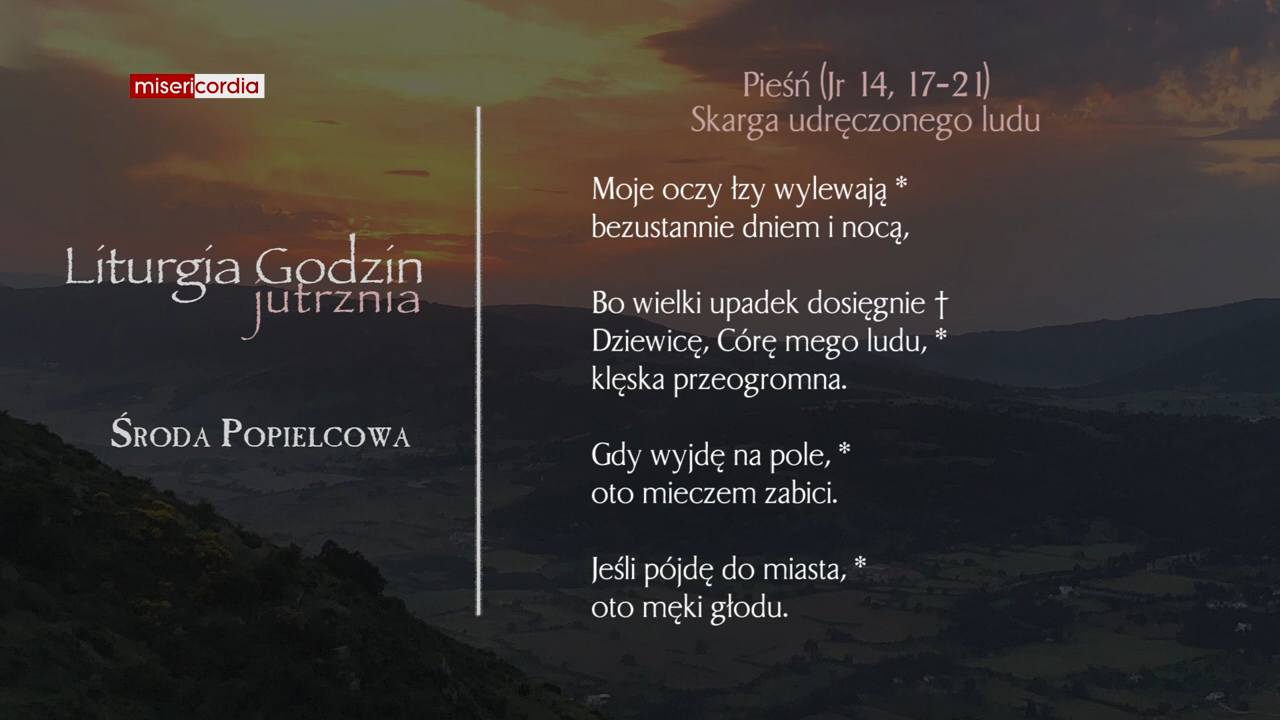 misericordia
Liturgia Godzin
jutrznia
Środa Popielcowa
Pieśń (Jr 14, 17-21)
Skarga udręczonego ludu
Moje oczy łzy wylewają *
bezustannie dniem i nocą,
Bo wielki upadek dosięgnie †
Dziewicę, Córę mego ludu, *
klęska przeogromna.
Gdy wyjdę na pole, *
oto mieczem zabici.
Jeśli pójdę do miasta, *
oto męki głodu.